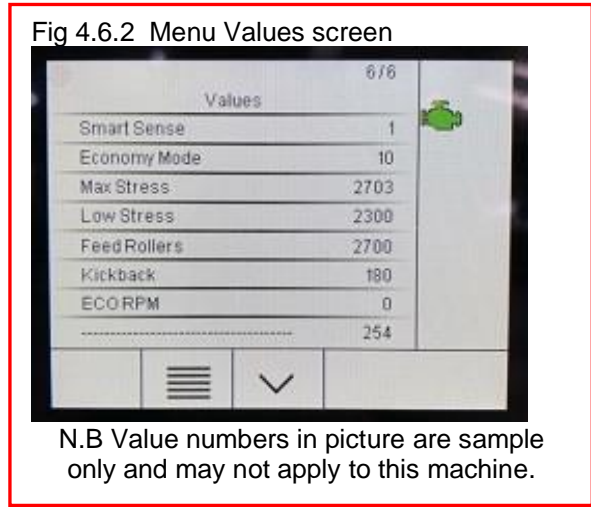 Fig 4.6.2 Menu Values screen
6/6
Values
Smart Sense 1
Economy Mode 10
Max Stress 2703
Low Stress 2300
Feed Rollers 2700
Kickback 180
ECO RPM 0
------------------------------------- 254
N.B Value numbers in picture are sample
only and may not apply to this machine.